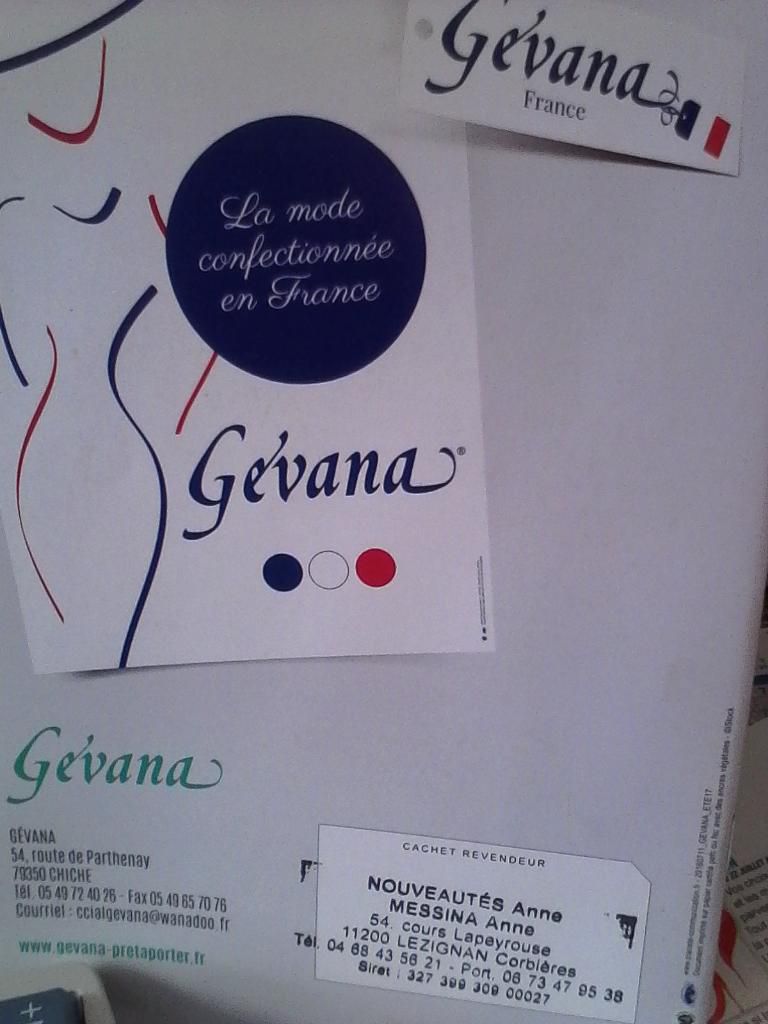 Gévana
France
La mode
confectionnée
en France
Gévana®
Gévana
GÉVANA
54, route de Parthenay
79350 CHICHE
Tél. 05 49 72 40 26 - Fax 05 49 65 70 76
Courriel : ccialgevana@wanadoo.fr
www.gevana-pretaporter.fr
CACHET REVENDEUR
NOUVEAUTÉS Anne
MESSINA Anne
54. cours Lapeyrouse
11200 LEZIGNAN Corbières
Tél. 04 68 43 56 21 - Port. 06 73 47 95 38
Siret : 327 399 309 00027